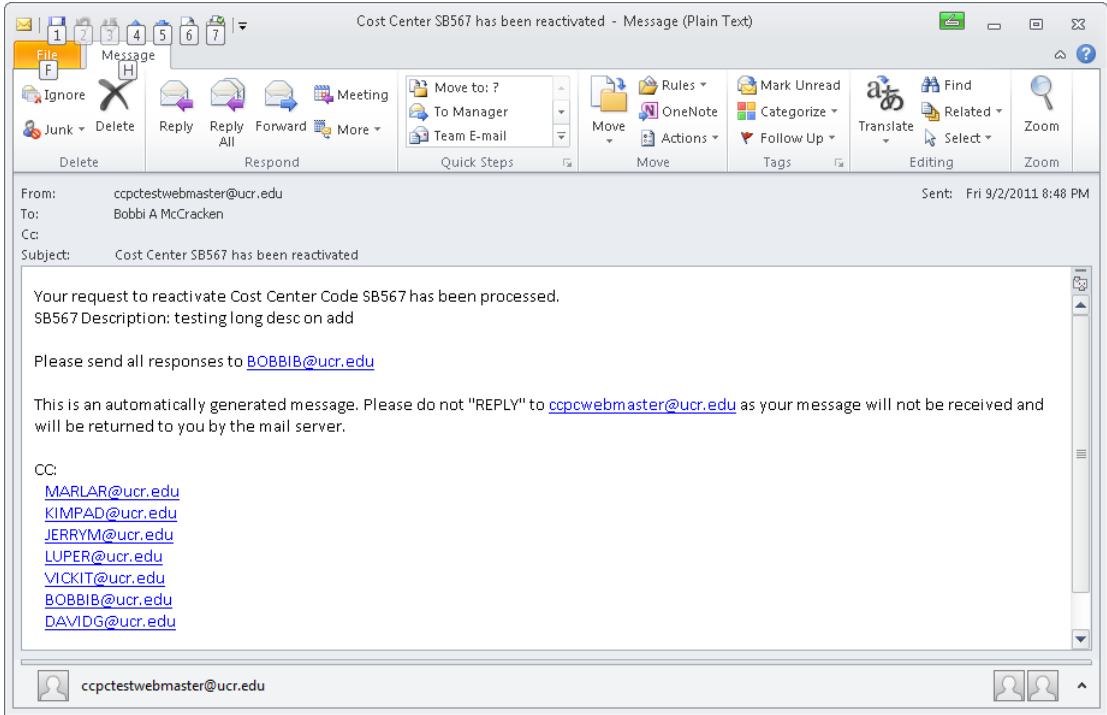 Cost Center SB567 has been reactivated - Message (Plain Text)
1 2 3 4 5 6 7
File Message
F H
Ignore
Junk
Delete
Delete
Reply
Reply All
Forward
Meeting
More
Respond
Move to: ?
To Manager
Team E-mail
Quick Steps
Move
Rules
OneNote
Actions
Move
Mark Unread
Categorize
Follow Up
Tags
Translate
Find
Related
Select
Editing
Zoom
Zoom
From: ccpctestwebmaster@ucr.edu Sent: Fri 9/2/2011 8:48 PM
To: Bobbi A McCracken
Cc:
Subject: Cost Center SB567 has been reactivated
Your request to reactivate Cost Center Code SB567 has been processed.
SB567 Description: testing long desc on add
Please send all responses to BOBBIB@ucr.edu
This is an automatically generated message. Please do not "REPLY" to ccpcwebmaster@ucr.edu as your message will not be received and
will be returned to you by the mail server.
CC:
MARLAR@ucr.edu
KIMPAD@ucr.edu
JERRYM@ucr.edu
LUPER@ucr.edu
VICKIT@ucr.edu
BOBBIB@ucr.edu
DAVIDG@ucr.edu
ccpctestwebmaster@ucr.edu